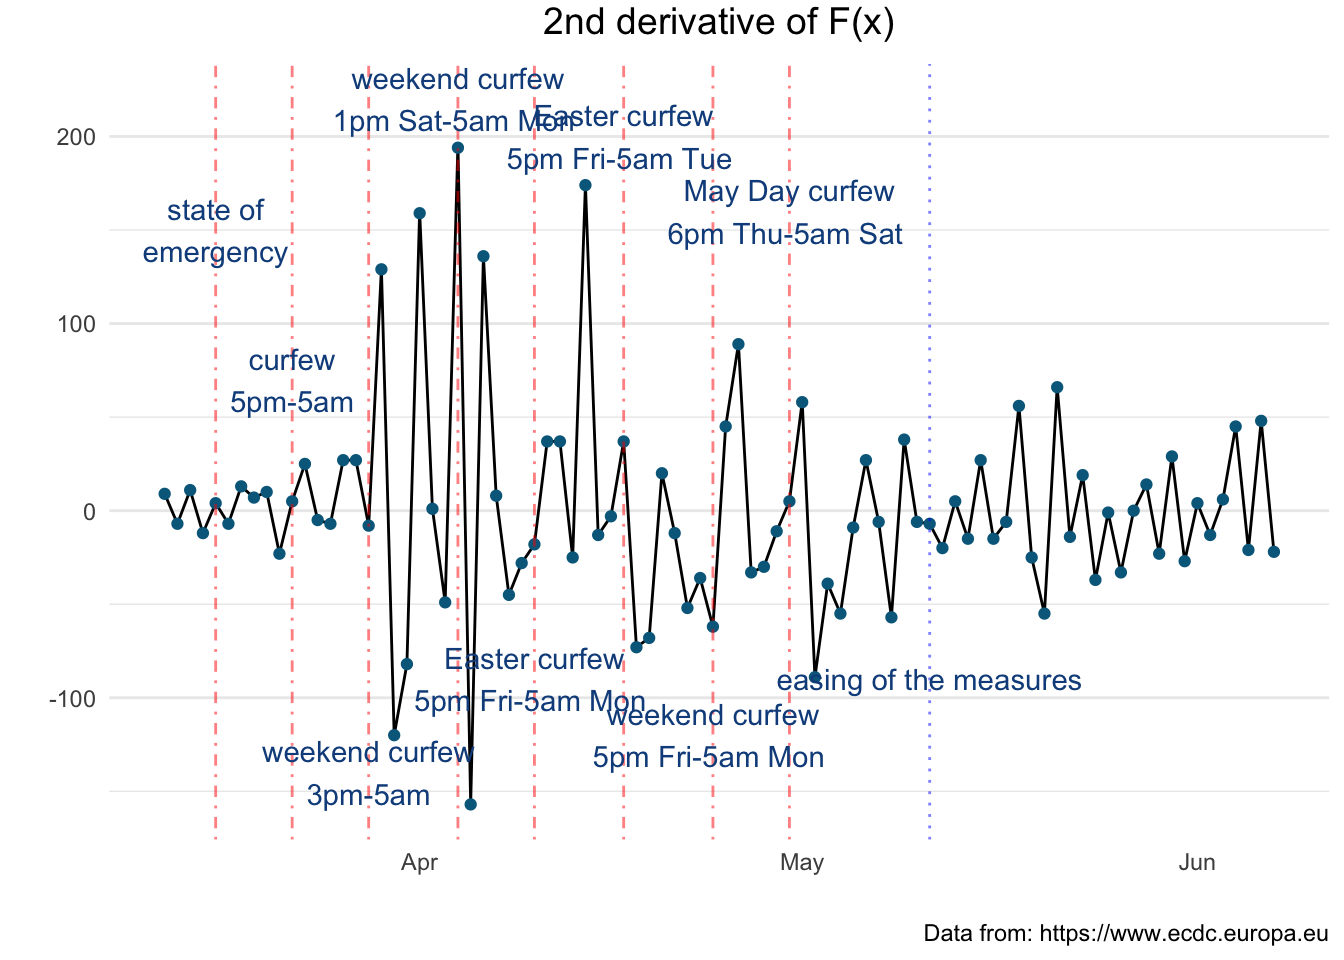 2nd derivative of F(x)
weekend curfew
1pm Sat-5am Mon
Easter curfew
5pm Fri-5am Tue
200
May Day curfew
6pm Thu-5am Sat
state of
emergency
100
curfew
5pm-5am
0
Easter curfew
5pm Fri-5am Mon
easing of the measures
-100
weekend curfew
5pm Fri-5am Mon
weekend curfew
3pm-5am
Apr
May
Jun
Data from: https://www.ecdc.europa.eu